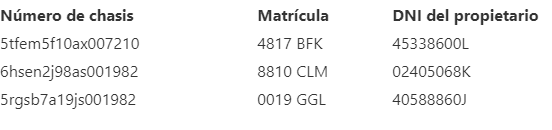 Número de chasis Matrícula DNI del propietario
5tfem5f10ax007210 4817 BFK 45338600L
6hsen2j98as001982 8810 CLM 02405068K
5rgsb7a19js001982 0019 GGL 40588860J